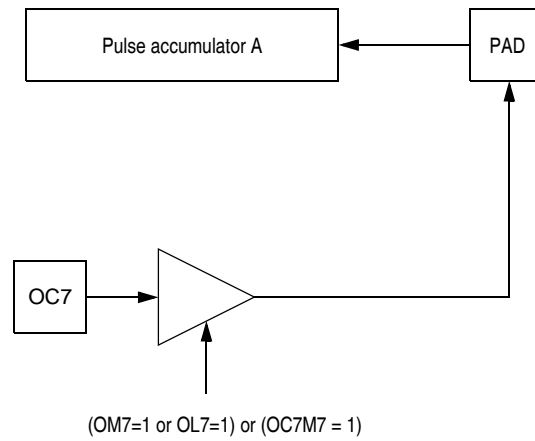 Pulse accumulator A
PAD
OC7
(OM7=1 or OL7=1) or (OC7M7 = 1)